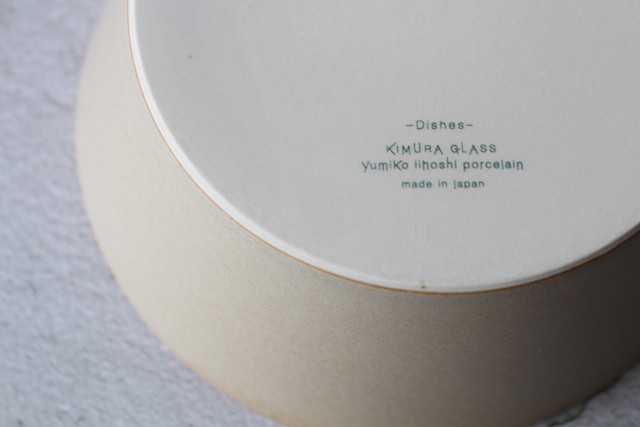 -Dishes-
KIMURA GLASS
yumiko iihoshi porcelain
made in japan